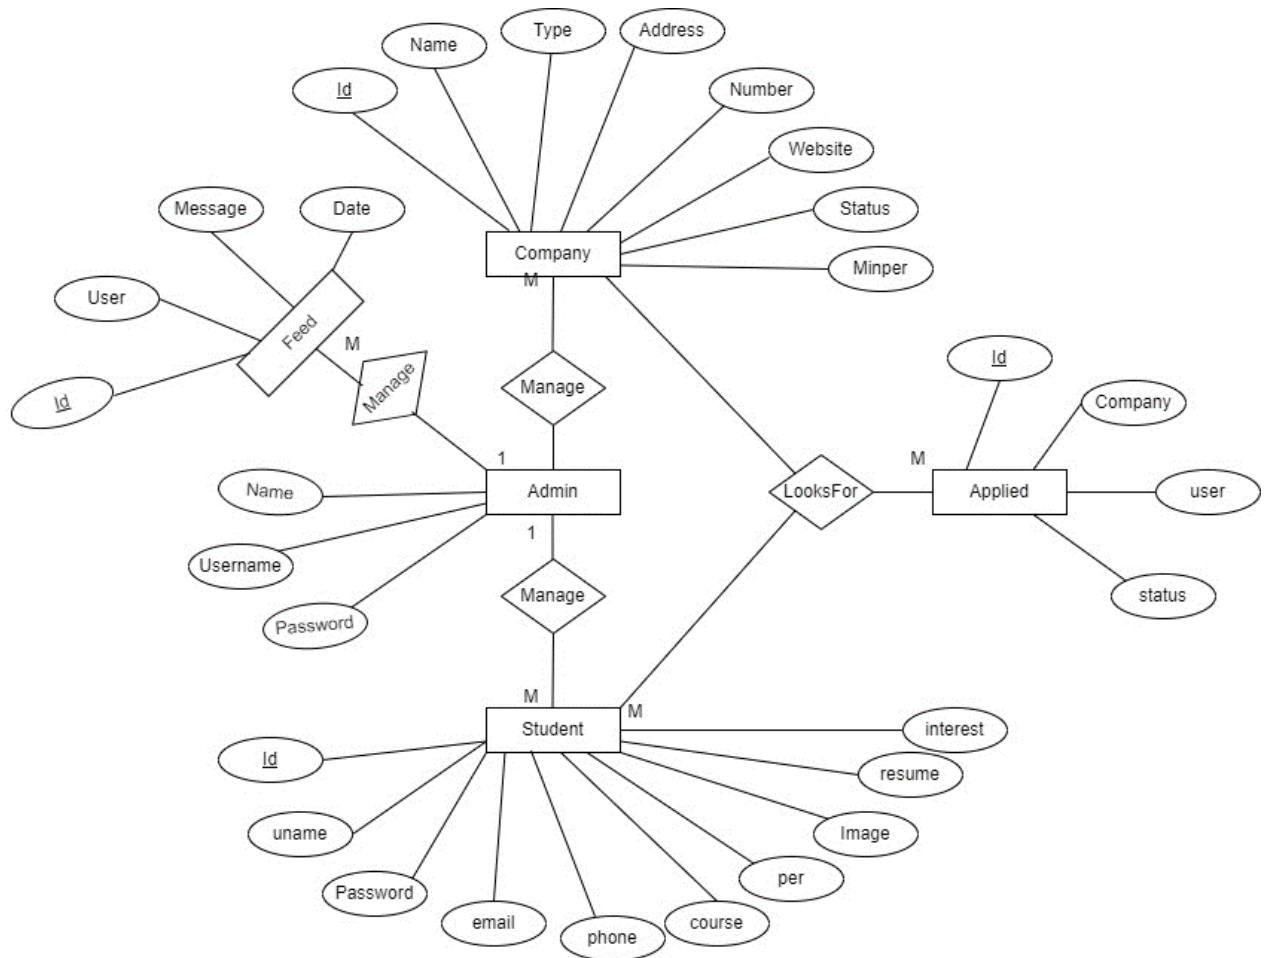 Type
Address
Name
Id
Number
Website
Message
Date
Status
Company
M
Minper
User
Feed
M
Id
Manage
Manage
Id
Company
1
M
Name
Admin
LooksFor
Applied
user
1
Username
Manage
status
Password
M
M
Student
interest
Id
resume
uname
Image
per
Password
email
course
phone